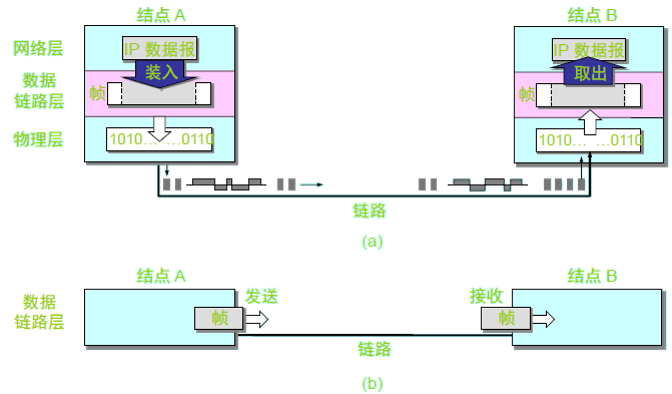 结点 A
结点 B
网络层
IP 数据报
IP 数据报
装入
取出
数据
链路层
帧
帧
物理层
1010… …0110
1010… …0110
链路
(a)
结点 A
结点 B
数据
链路层
发送
接收
帧
帧
链路
(b)